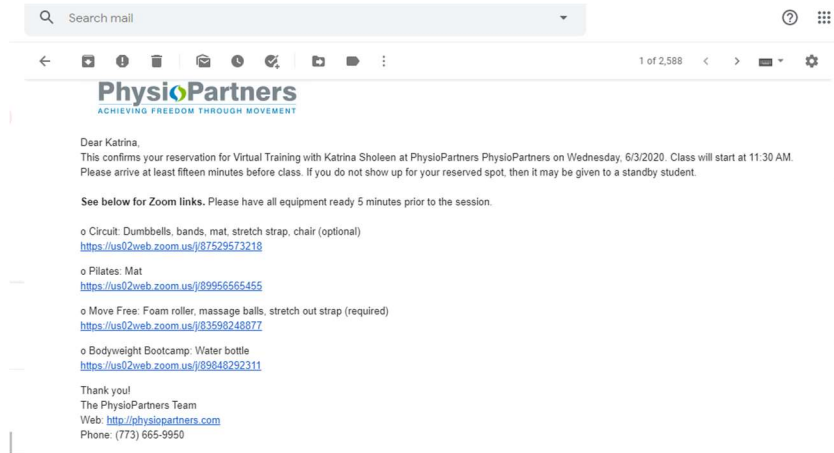 Search mail
1 of 2,588
PhysioPartners
ACHIEVING FREEDOM THROUGH MOVEMENT
Dear Katrina,
This confirms your reservation for Virtual Training with Katrina Sholeen at PhysioPartners PhysioPartners on Wednesday, 6/3/2020. Class will start at 11:30 AM.
Please arrive at least fifteen minutes before class. If you do not show up for your reserved spot, then it may be given to a standby student.
See below for Zoom links. Please have all equipment ready 5 minutes prior to the session.
o Circuit: Dumbbells, bands, mat, stretch strap, chair (optional)
https://us02web.zoom.us/j/87529573218
o Pilates: Mat
https://us02web.zoom.us/j/89956565455
o Move Free: Foam roller, massage balls, stretch out strap (required)
https://us02web.zoom.us/j/83598248877
o Bodyweight Bootcamp: Water bottle
https://us02web.zoom.us/j/89848292311
Thank you!
The PhysioPartners Team
Web: http://physiopartners.com
Phone: (773) 665-9950